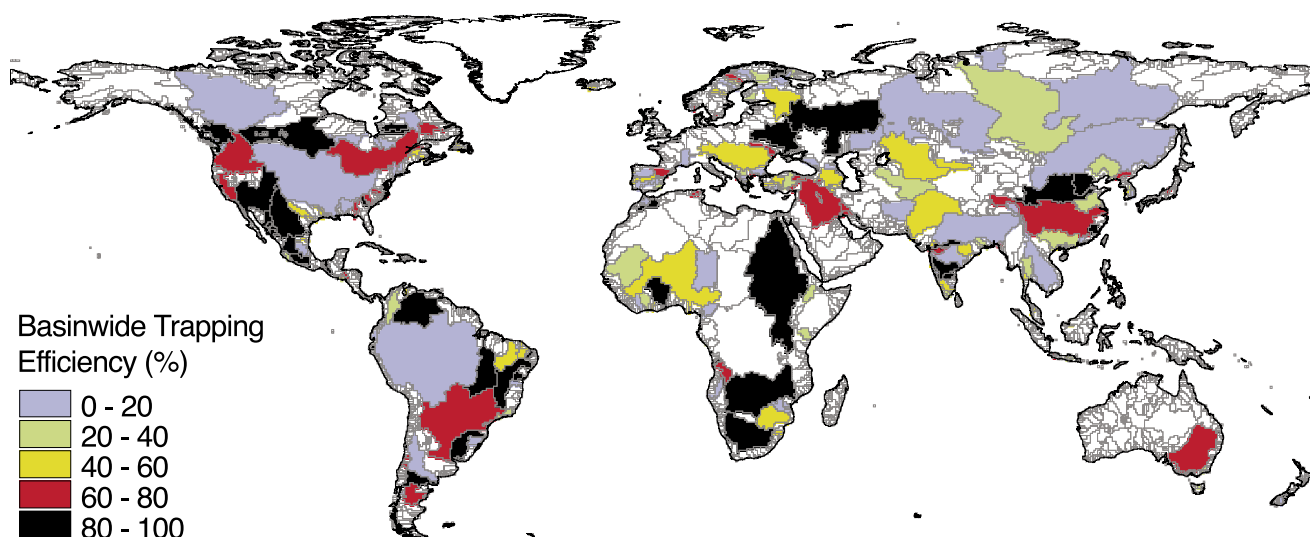 Basinwide Trapping
Efficiency (%)
0 - 20
20 - 40
40 - 60
60 - 80
80 - 100